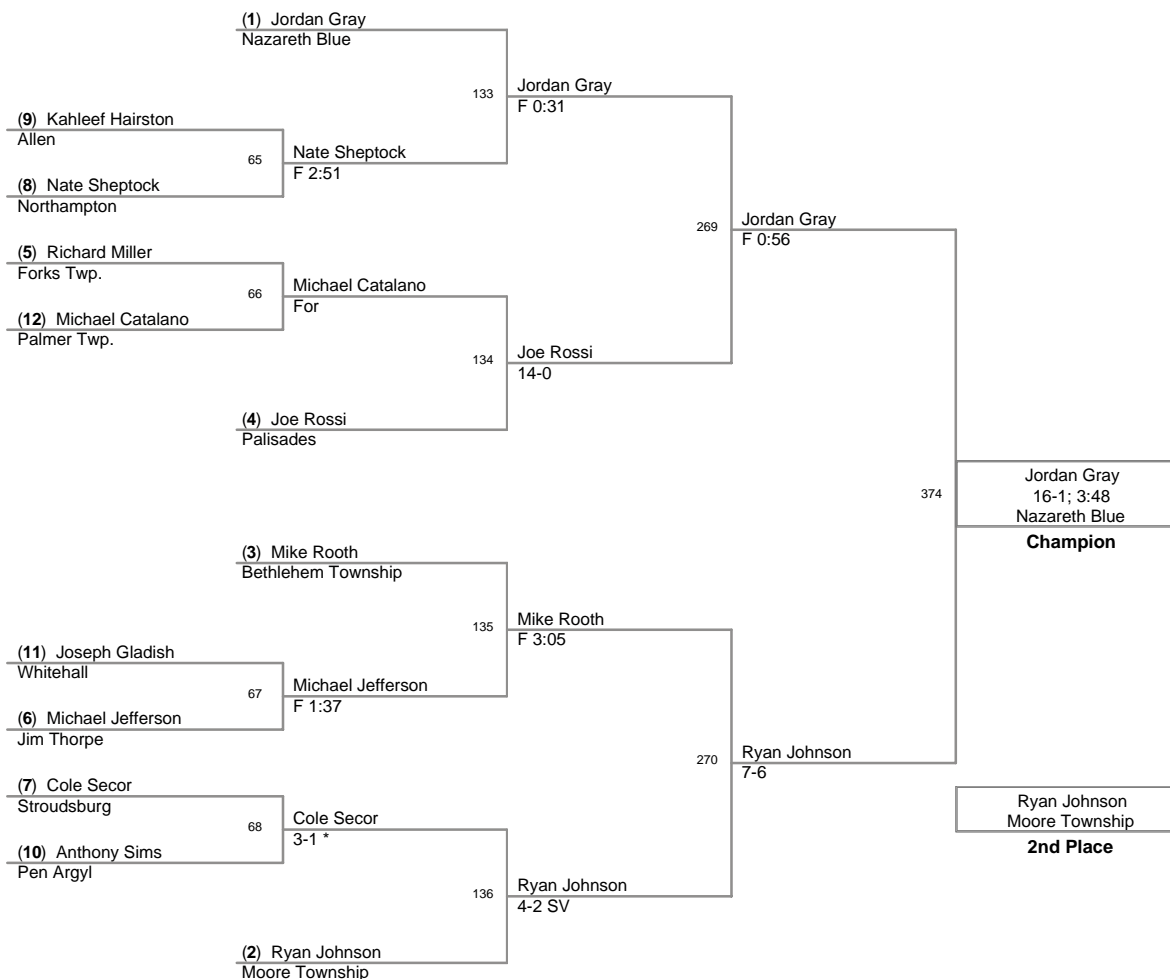 (1) Jordan Gray
Nazareth Blue
133
Jordan Gray
F 0:31
(9) Kahleef Hairston
Allen
65
Nate Sheptock
F 2:51
(8) Nate Sheptock
Northampton
269
Jordan Gray
F 0:56
(5) Richard Miller
Forks Twp.
66
Michael Catalano
For
(12) Michael Catalano
Palmer Twp.
134
Joe Rossi
14-0
(4) Joe Rossi
Palisades
374
Jordan Gray
16-1; 3:48
Nazareth Blue
Champion
(3) Mike Rooth
Bethlehem Township
135
Mike Rooth
F 3:05
(11) Joseph Gladish
Whitehall
67
Michael Jefferson
F 1:37
(6) Michael Jefferson
Jim Thorpe
270
Ryan Johnson
7-6
(7) Cole Secor
Stroudsburg
68
Cole Secor
3-1 *
(10) Anthony Sims
Pen Argyl
136
Ryan Johnson
4-2 SV
(2) Ryan Johnson
Moore Township
Ryan Johnson
Moore Township
2nd Place